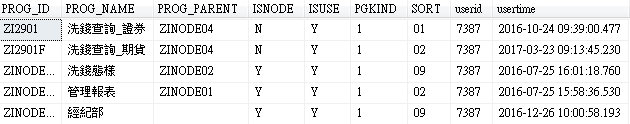 PROG_ID PROG_NAME PROG_PARENT ISNODE ISUSE PGKIND SORT userid usertime
ZI2901 洗錢查詢_證券 ZINODE04 N Y 1 01 7387 2016-10-24 09:39:00.477
ZI2901F 洗錢查詢_期貨 ZINODE04 N Y 1 02 7387 2017-03-23 09:13:45.230
ZINODE... 洗錢態樣 ZINODE02 Y Y 1 09 7387 2016-07-25 16:01:18.760
ZINODE... 管理報表 ZINODE01 Y Y 1 02 7387 2016-07-25 15:58:36.530
ZINODE... 經紀部 Y Y 1 09 7387 2016-12-26 10:00:58.193